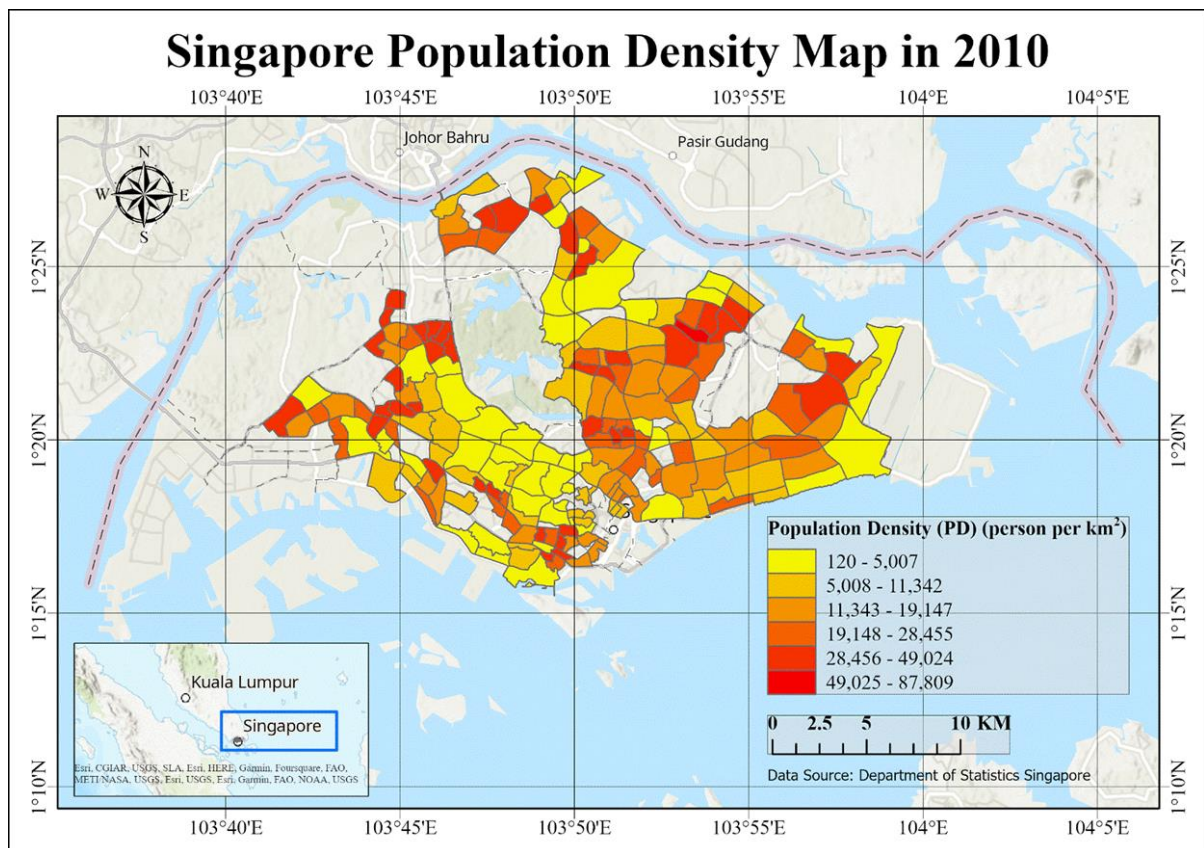 Singapore Population Density Map in 2010
103°40'E 103°45'E 103°50'E 103°55'E 104°E 104°5'E
Johor Bahru
Pasir Gudang
N
W E
S
1°25'N 1°25'N
1°20'N 1°20'N
1°15'N 1°15'N
1°10'N 1°10'N
Population Density (PD) (person per km²)
120 - 5,007
5,008 - 11,342
11,343 - 19,147
19,148 - 28,455
28,456 - 49,024
49,025 - 87,809
0 2.5 5 10 KM
Data Source: Department of Statistics Singapore
Kuala Lumpur
Singapore
Esri, CGIAR, USGS, SLA, Esri, HERE, Garmin, Foursquare, FAO,
METI/NASA, USGS, Esri, USGS, Esri, Garmin, FAO, NOAA, USGS
103°40'E 103°45'E 103°50'E 103°55'E 104°E 104°5'E